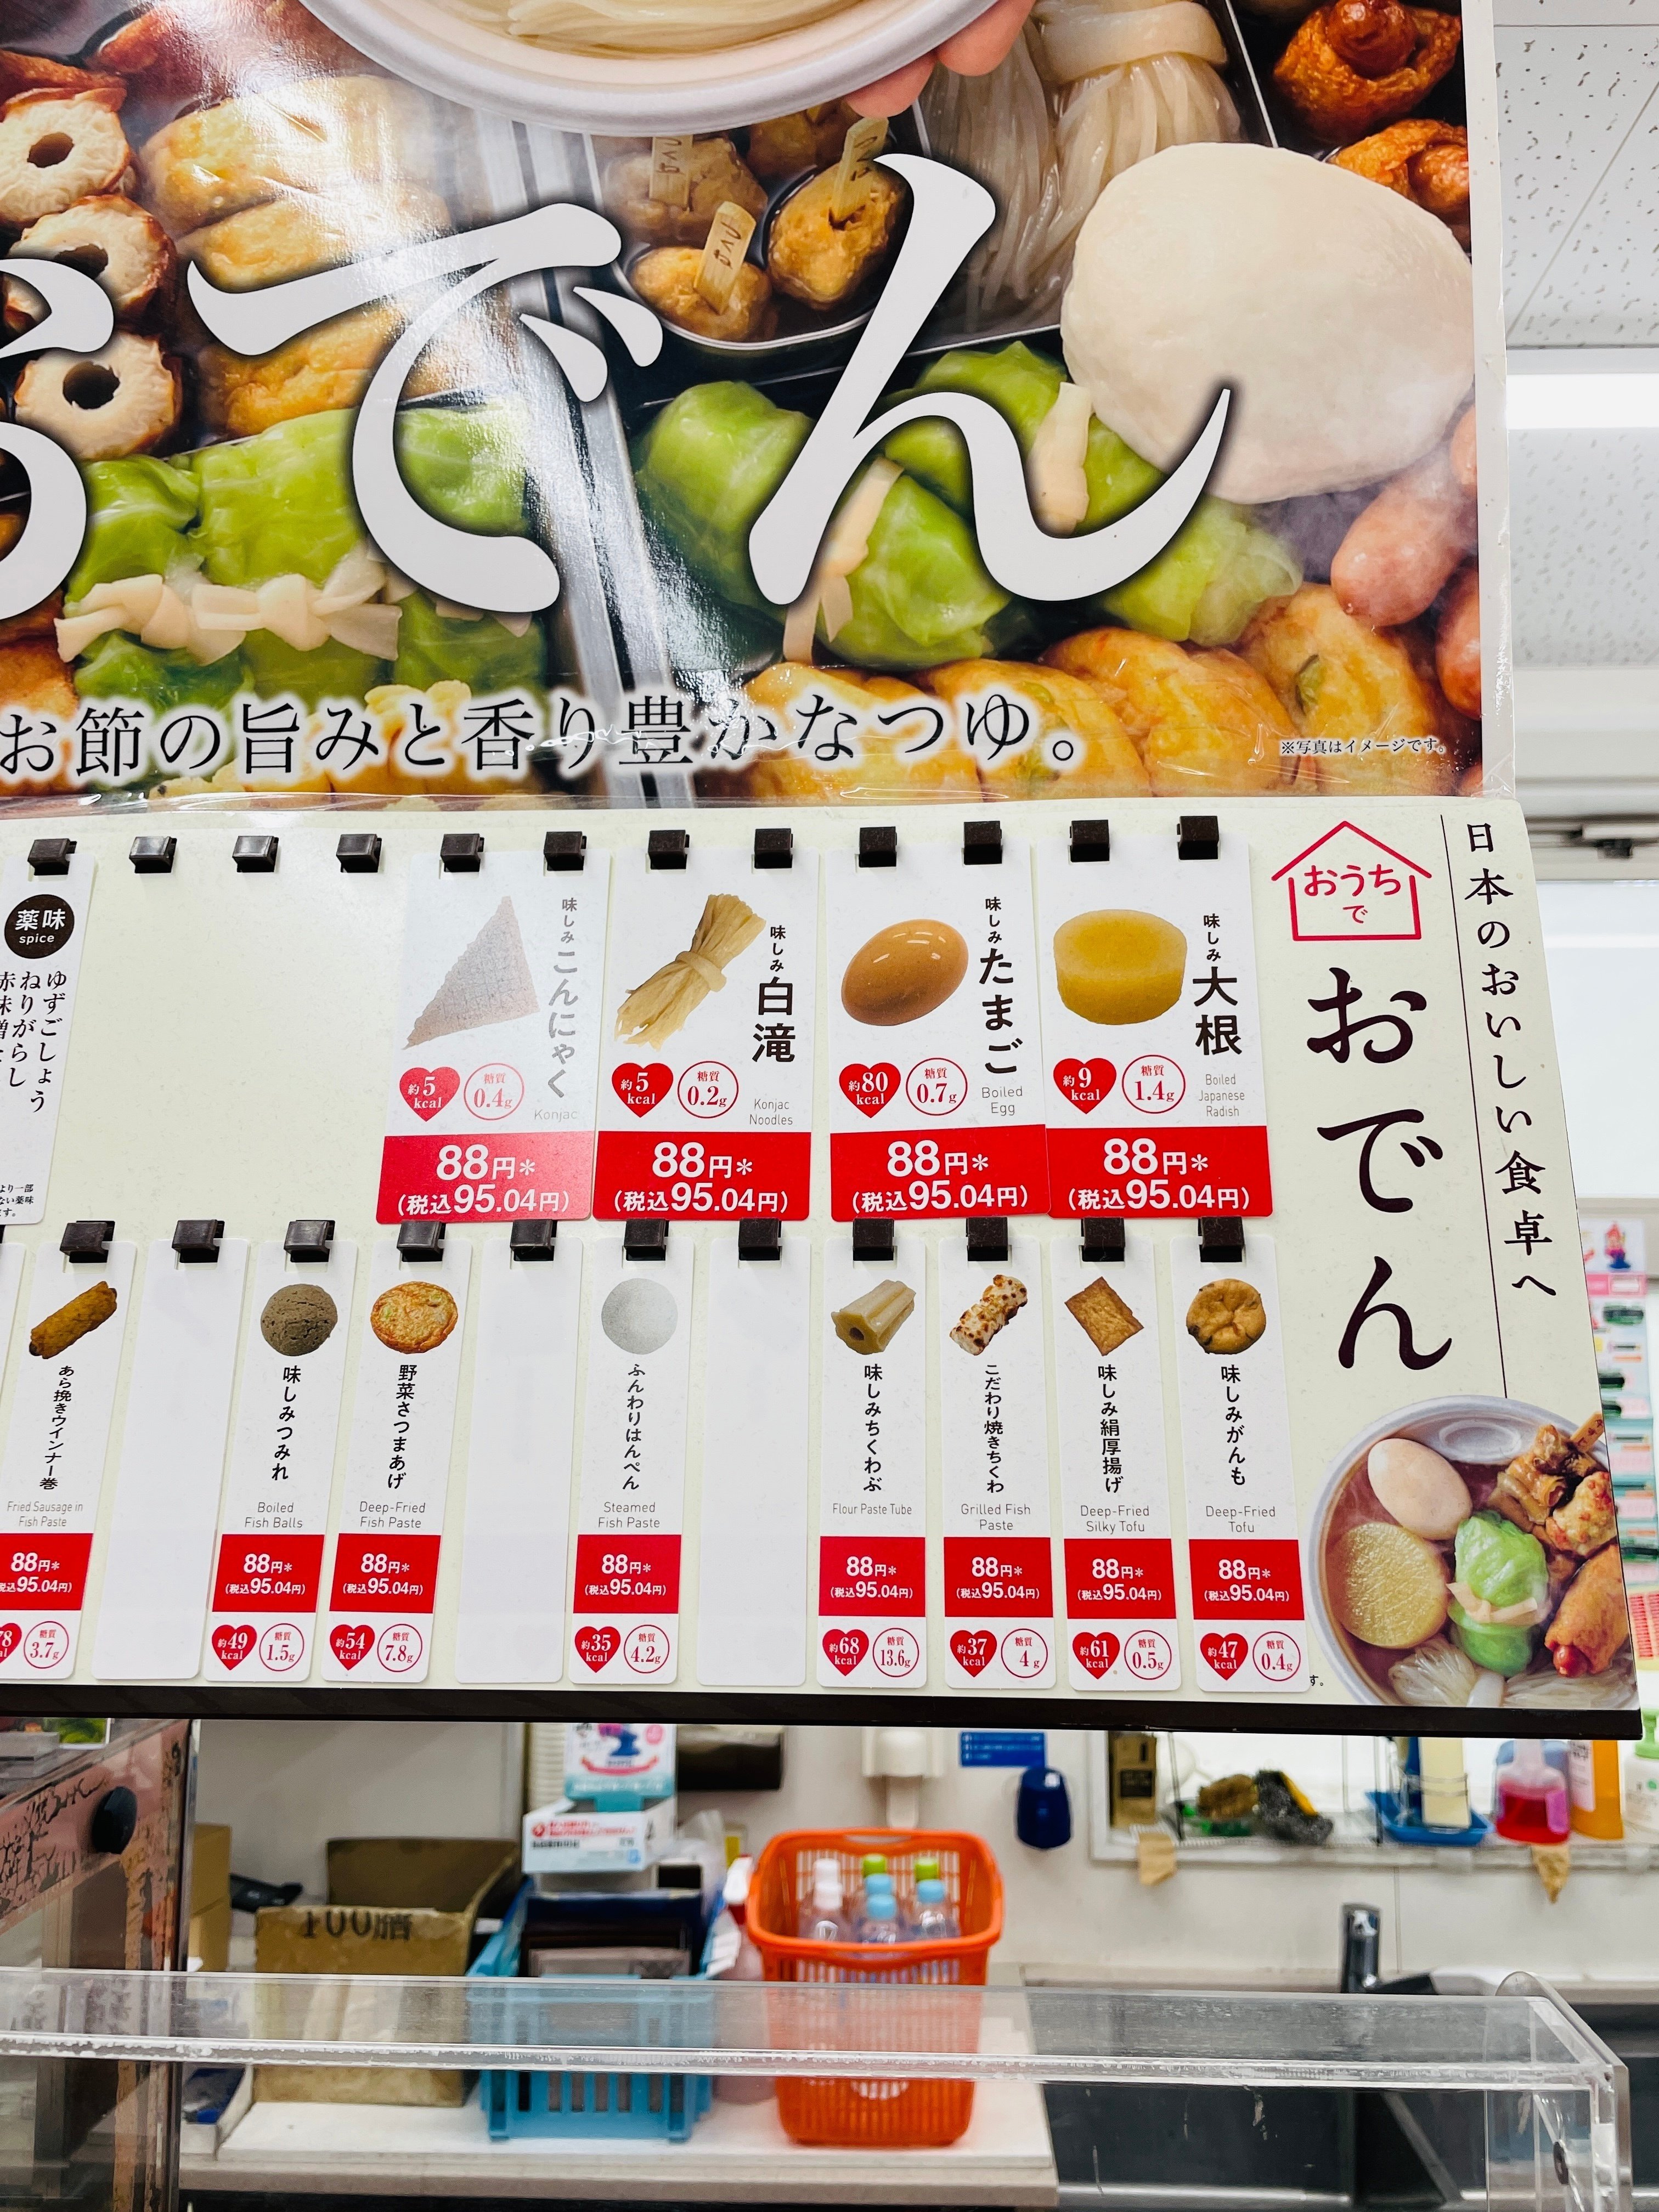 おでん
お節の旨みと香り豊かなつゆ。
※写真はイメージです。
日本のおいしい食卓へ
おうちで
おでん
味しみ大根
Boiled
Japanese
Radish
約9kcal
糖質1.4g
88円*
(税込95.04円)
味しみたまご
Boiled
Egg
約80kcal
糖質0.7g
88円*
(税込95.04円)
味しみ白滝
Konjac
Noodles
約5kcal
糖質0.2g
88円*
(税込95.04円)
味しみこんにゃく
Konjac
約5kcal
糖質0.4g
88円*
(税込95.04円)
薬味
spice
ゆずごしょう
ねりがらし
味しみがんも
Deep-Fried
Tofu
88円*
(税込95.04円)
約47kcal
糖質0.4g
味しみ絹厚揚げ
Deep-Fried
Silky Tofu
88円*
(税込95.04円)
約61kcal
糖質0.5g
こだわり焼きちくわ
Grilled Fish
Paste
88円*
(税込95.04円)
約37kcal
糖質4g
味しみちくわぶ
Flour Paste Tube
88円*
(税込95.04円)
約68kcal
糖質13.6g
ふんわりはんぺん
Steamed
Fish Paste
88円*
(税込95.04円)
約35kcal
糖質4.2g
野菜さつまあげ
Deep-Fried
Fish Paste
88円*
(税込95.04円)
約54kcal
糖質7.8g
味しみつみれ
Boiled
Fish Balls
88円*
(税込95.04円)
約49kcal
糖質1.5g
あら挽きウインナー巻
Fried Sausage in
Fish Paste
88円*
税込95.04円)
78kcal
糖質3.7g
す。
100膳